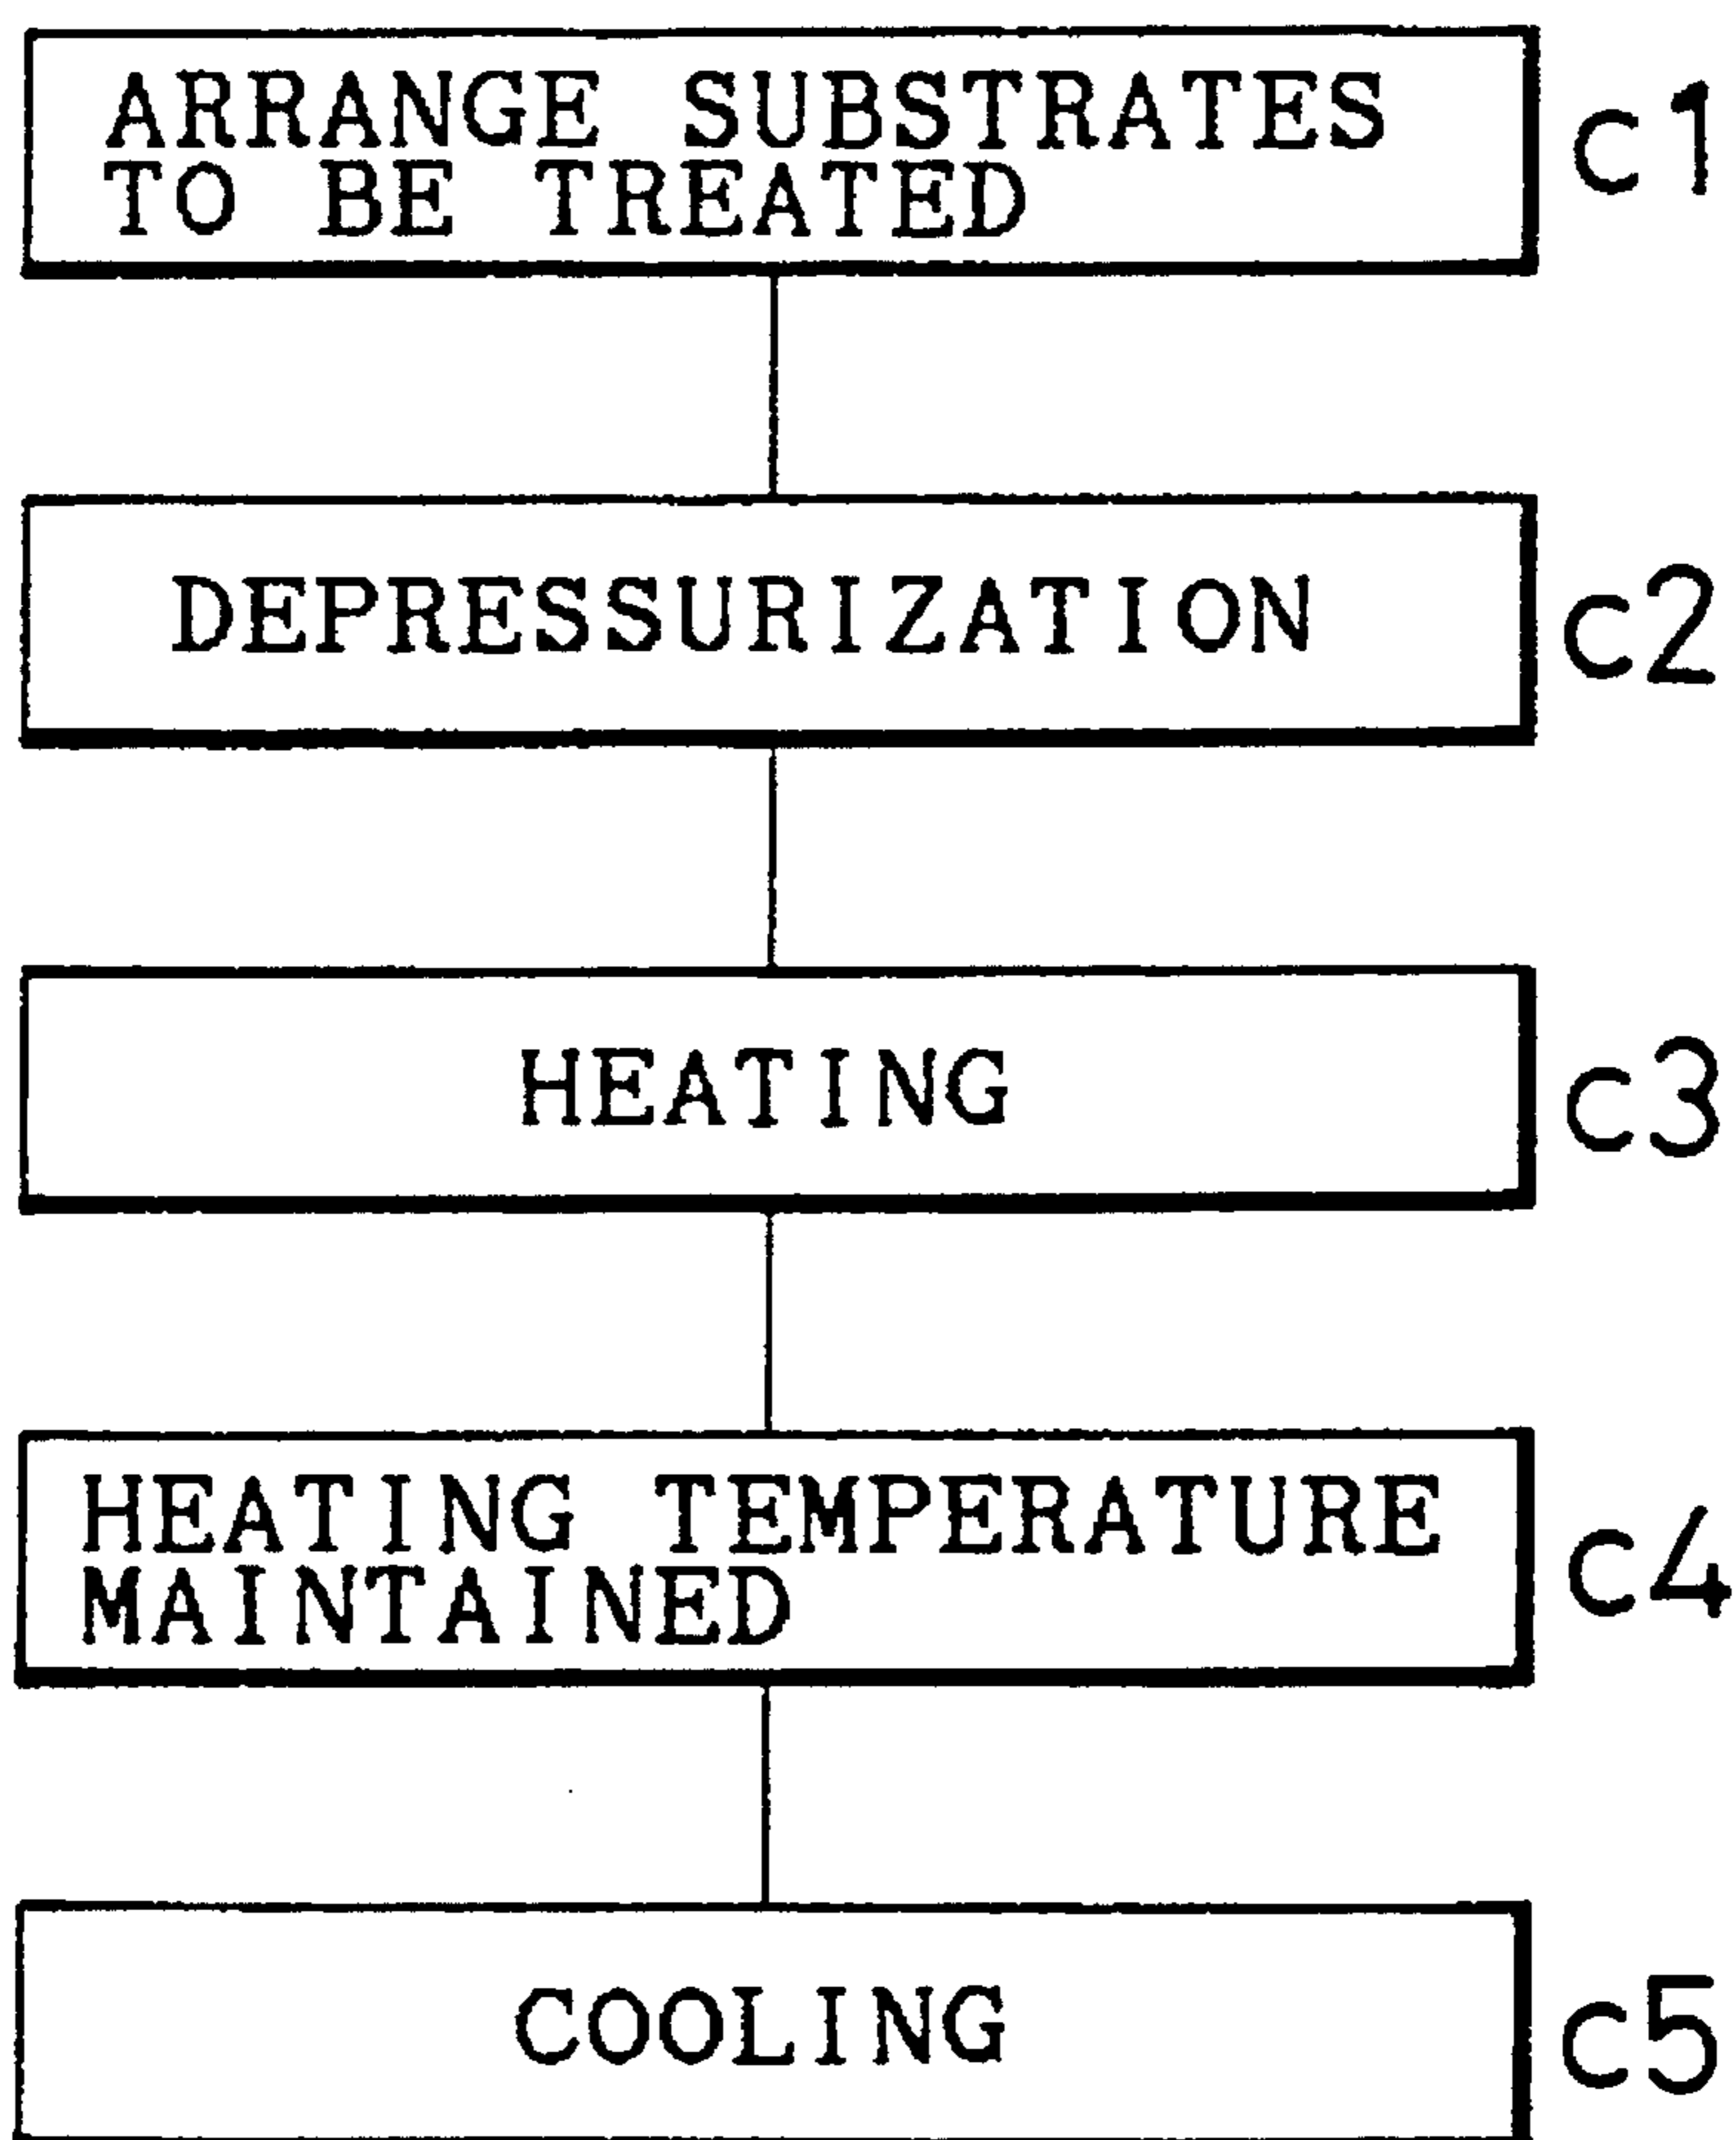 ARRANGE SUBSTRATES
TO BE TREATED
c1
DEPRESSURIZATION
c2
HEATING
c3
HEATING TEMPERATURE
MAINTAINED
c4
COOLING
c5